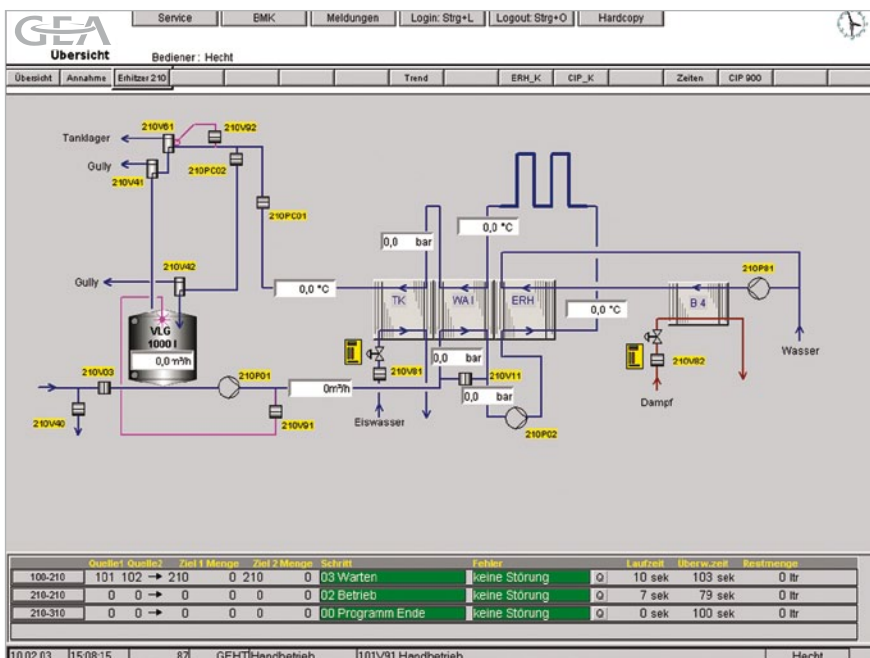 Service BMK Meldungen Login: Strg+L Logout Strg+O Hardcopy
GEA
Übersicht Bediener : Hecht
Übersicht Annahme Erhitzer 210 Trend ERH_K CIP_K Zeiten CIP 900
210V61 210V92
Tanklager
Gully 210PC02
210V41
210PC01
0,0 °C
0,0 bar
210V42 210P81
Gully 0,0 °C TK WAI ERH 0,0 °C B 4
VLG
1000 l
0,0 m³/h 0,0 bar Wasser
210V03 210P01 210V81 210V11 210V82
0m³/h 0,0 bar Dampf
210V40 210V91 Eiswasser 210P02
Quelle1 Quelle2 Ziel 1 Menge Ziel 2 Menge Schritt Fehler Laufzeit Überw.zeit Restmenge
100-210 101 102 → 210 0 210 0 03 Warten keine Störung Q 10 sek 103 sek 0 ltr
210-210 0 0 → 0 0 0 02 Betrieb keine Störung Q 7 sek 79 sek 0 ltr
210-310 0 0 → 0 0 0 00 Programm Ende keine Störung Q 0 sek 100 sek 0 ltr
10.02.03 15:08:15 87 GEHT Handbetrieb 101V91 Handbetrieb Hecht